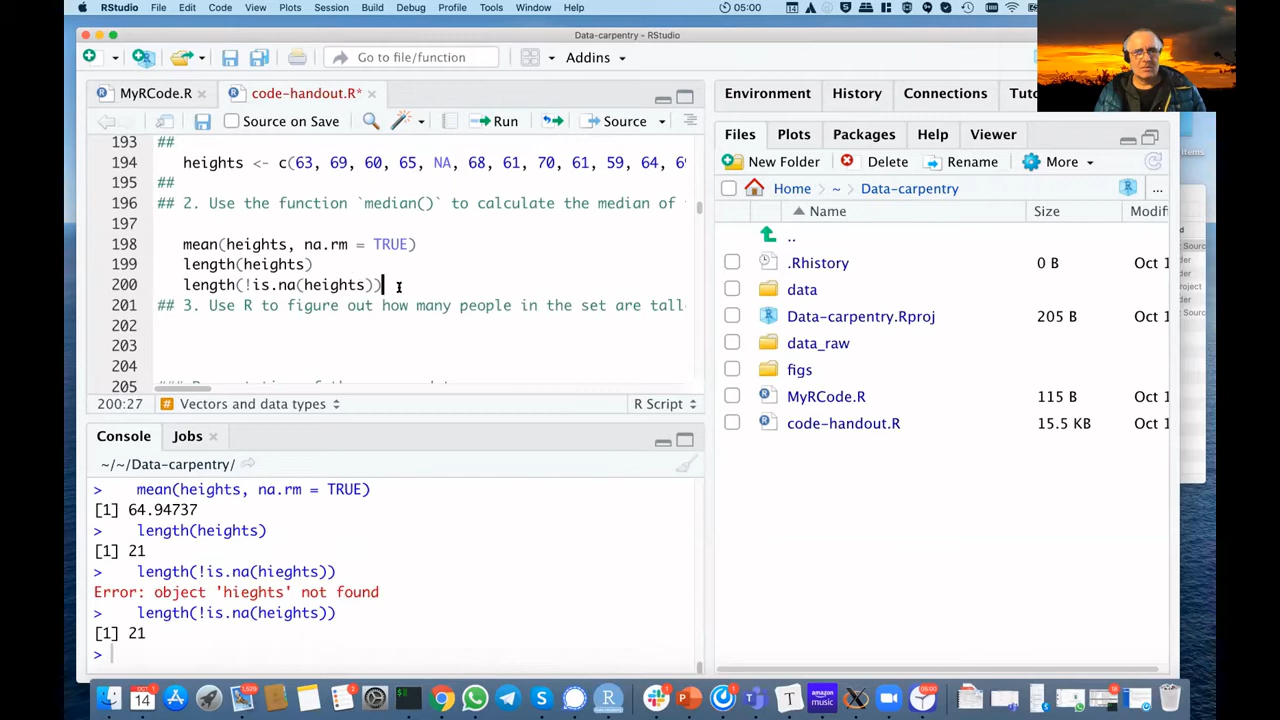 RStudio File Edit Code View Plots Session Build Debug Profile Tools Window Help 05:00
Data-carpentry - RStudio
Go to file/function Addins
MyRCode.R code-handout.R*
Source on Save Run Source
193 ##
194 heights <- c(63, 69, 60, 65, NA, 68, 61, 70, 61, 59, 64, 6
195 ##
196 ## 2. Use the function `median()` to calculate the median of
197
198 mean(heights, na.rm = TRUE)
199 length(heights)
200 length(!is.na(heights))
201 ## 3. Use R to figure out how many people in the set are tall
202
203
204
205
200:27 # Vectors and data types R Script
Console Jobs
~/~/Data-carpentry/
> mean(heights, na.rm = TRUE)
[1] 64.94737
> length(heights)
[1] 21
> length(!is.na(hieghts))
Error: object 'hieghts' not found
> length(!is.na(heights))
[1] 21
>
Environment History Connections Tuto
Files Plots Packages Help Viewer
New Folder Delete Rename More
Home ~ Data-carpentry ...
Name Size Modif
..
.Rhistory 0 B Oct 1
data
Data-carpentry.Rproj 205 B Oct 1
data_raw
figs
MyRCode.R 115 B Oct 1
code-handout.R 15.5 KB Oct 1
items
amazon music